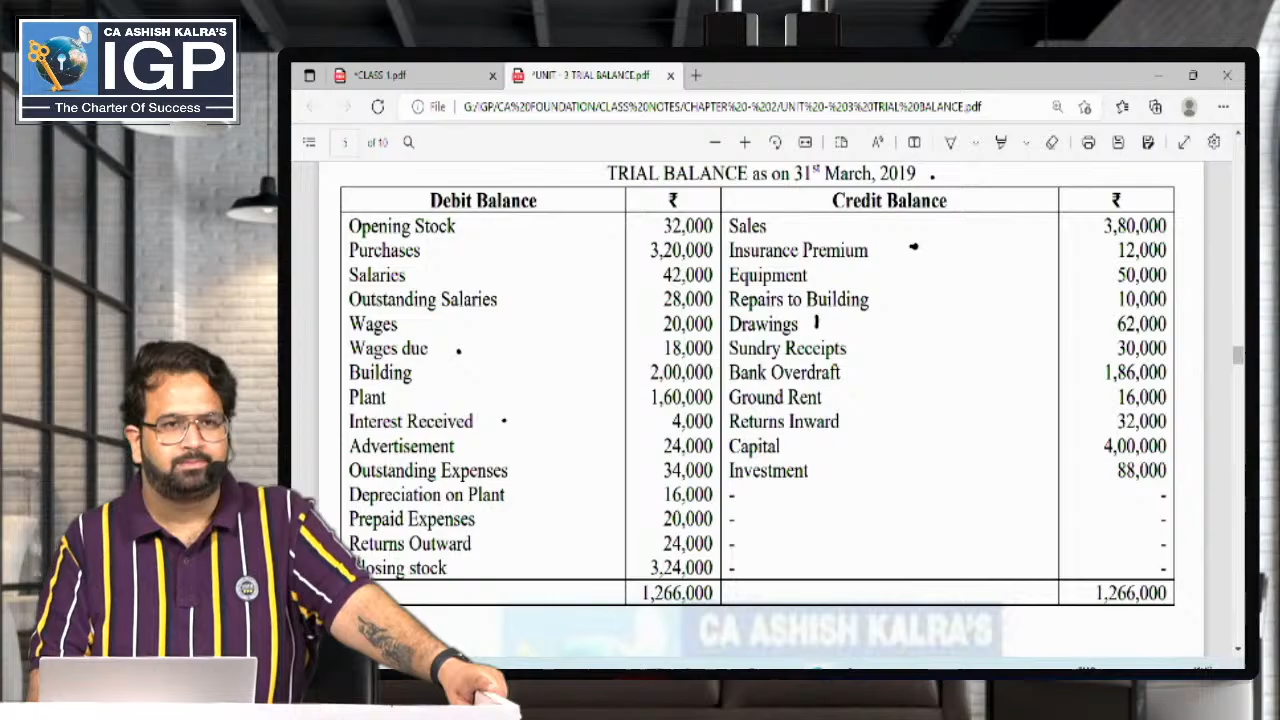 CA ASHISH KALRA'S
IGP
The Charter Of Success
*CLASS 1.pdf
*UNIT - 3 TRIAL BALANCE.pdf
File G:/IGP/CA%20FOUNDATION/CLASS%20NOTES/CHAPTER%20-%202/UNIT%20-%203%20TRIAL%20BALANCE.pdf
5 of 10
TRIAL BALANCE as on 31st March, 2019
Debit Balance ₹ Credit Balance ₹
Opening Stock 32,000 Sales 3,80,000
Purchases 3,20,000 Insurance Premium 12,000
Salaries 42,000 Equipment 50,000
Outstanding Salaries 28,000 Repairs to Building 10,000
Wages 20,000 Drawings 62,000
Wages due 18,000 Sundry Receipts 30,000
Building 2,00,000 Bank Overdraft 1,86,000
Plant 1,60,000 Ground Rent 16,000
Interest Received 4,000 Returns Inward 32,000
Advertisement 24,000 Capital 4,00,000
Outstanding Expenses 34,000 Investment 88,000
Depreciation on Plant 16,000 - -
Prepaid Expenses 20,000 - -
Returns Outward 24,000 - -
losing stock 3,24,000 - -
1,266,000 1,266,000
CA ASHISH KALRA'S